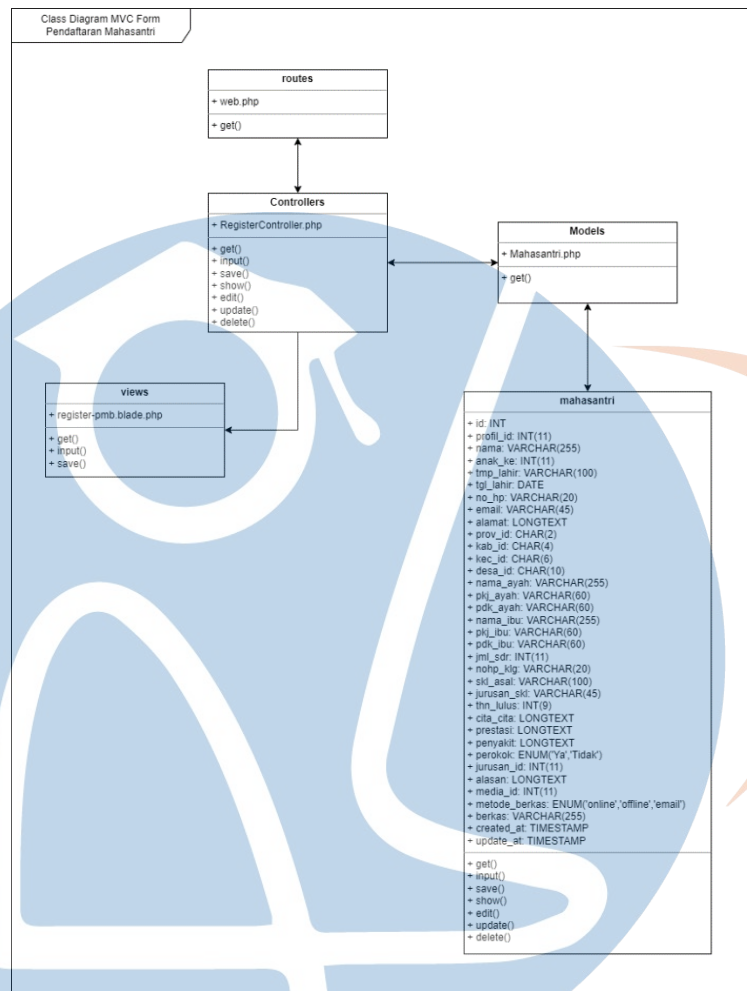 Class Diagram MVC Form
Pendaftaran Mahasantri
routes
+ web.php
+ get()
Controllers
+ RegisterController.php
+ get()
+ input()
+ save()
+ show()
+ edit()
+ update()
+ delete()
Models
+ Mahasantri.php
+ get()
views
+ register-pmb.blade.php
+ get()
+ input()
+ save()
mahasantri
+ id: INT
+ profil_id: INT(11)
+ nama: VARCHAR(255)
+ anak_ke: INT(11)
+ tmp_lahir: VARCHAR(100)
+ tgl_lahir: DATE
+ no_hp: VARCHAR(20)
+ email: VARCHAR(45)
+ alamat: LONGTEXT
+ prov_id: CHAR(2)
+ kab_id: CHAR(4)
+ kec_id: CHAR(6)
+ desa_id: CHAR(10)
+ nama_ayah: VARCHAR(255)
+ pkj_ayah: VARCHAR(60)
+ pdk_ayah: VARCHAR(60)
+ nama_ibu: VARCHAR(255)
+ pkj_ibu: VARCHAR(60)
+ pdk_ibu: VARCHAR(60)
+ jml_sdr: INT(11)
+ nohp_klg: VARCHAR(20)
+ skl_asal: VARCHAR(100)
+ jurusan_skl: VARCHAR(45)
+ thn_lulus: INT(9)
+ cita_cita: LONGTEXT
+ prestasi: LONGTEXT
+ penyakit: LONGTEXT
+ perokok: ENUM('Ya','Tidak')
+ jurusan_id: INT(11)
+ alasan: LONGTEXT
+ media_id: INT(11)
+ metode_berkas: ENUM('online','offline','email')
+ berkas: VARCHAR(255)
+ created_at: TIMESTAMP
+ update_at: TIMESTAMP
+ get()
+ input()
+ save()
+ show()
+ edit()
+ update()
+ delete()